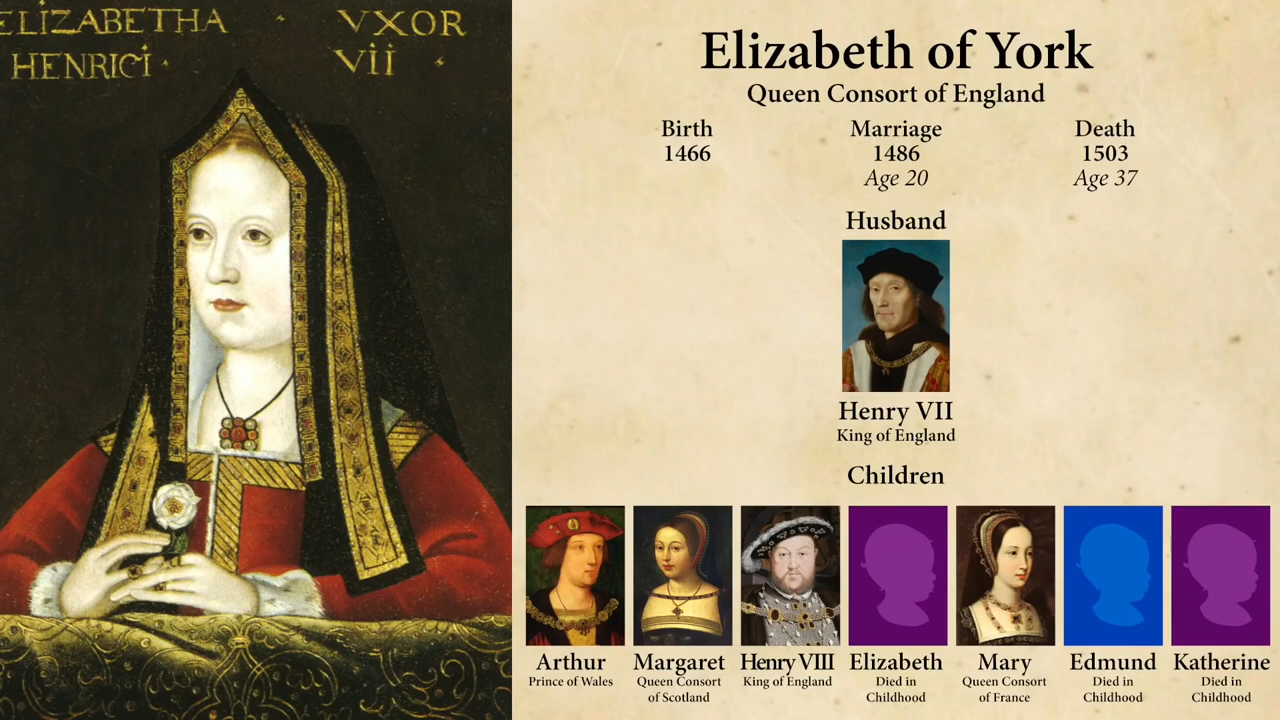 ELIZABETHA VXOR
HENRICI · VII
Elizabeth of York
Queen Consort of England
Birth
1466
Marriage
1486
Age 20
Death
1503
Age 37
Husband
Henry VII
King of England
Children
Arthur
Prince of Wales
Margaret
Queen Consort
of Scotland
Henry VIII
King of England
Elizabeth
Died in
Childhood
Mary
Queen Consort
of France
Edmund
Died in
Childhood
Katherine
Died in
Childhood